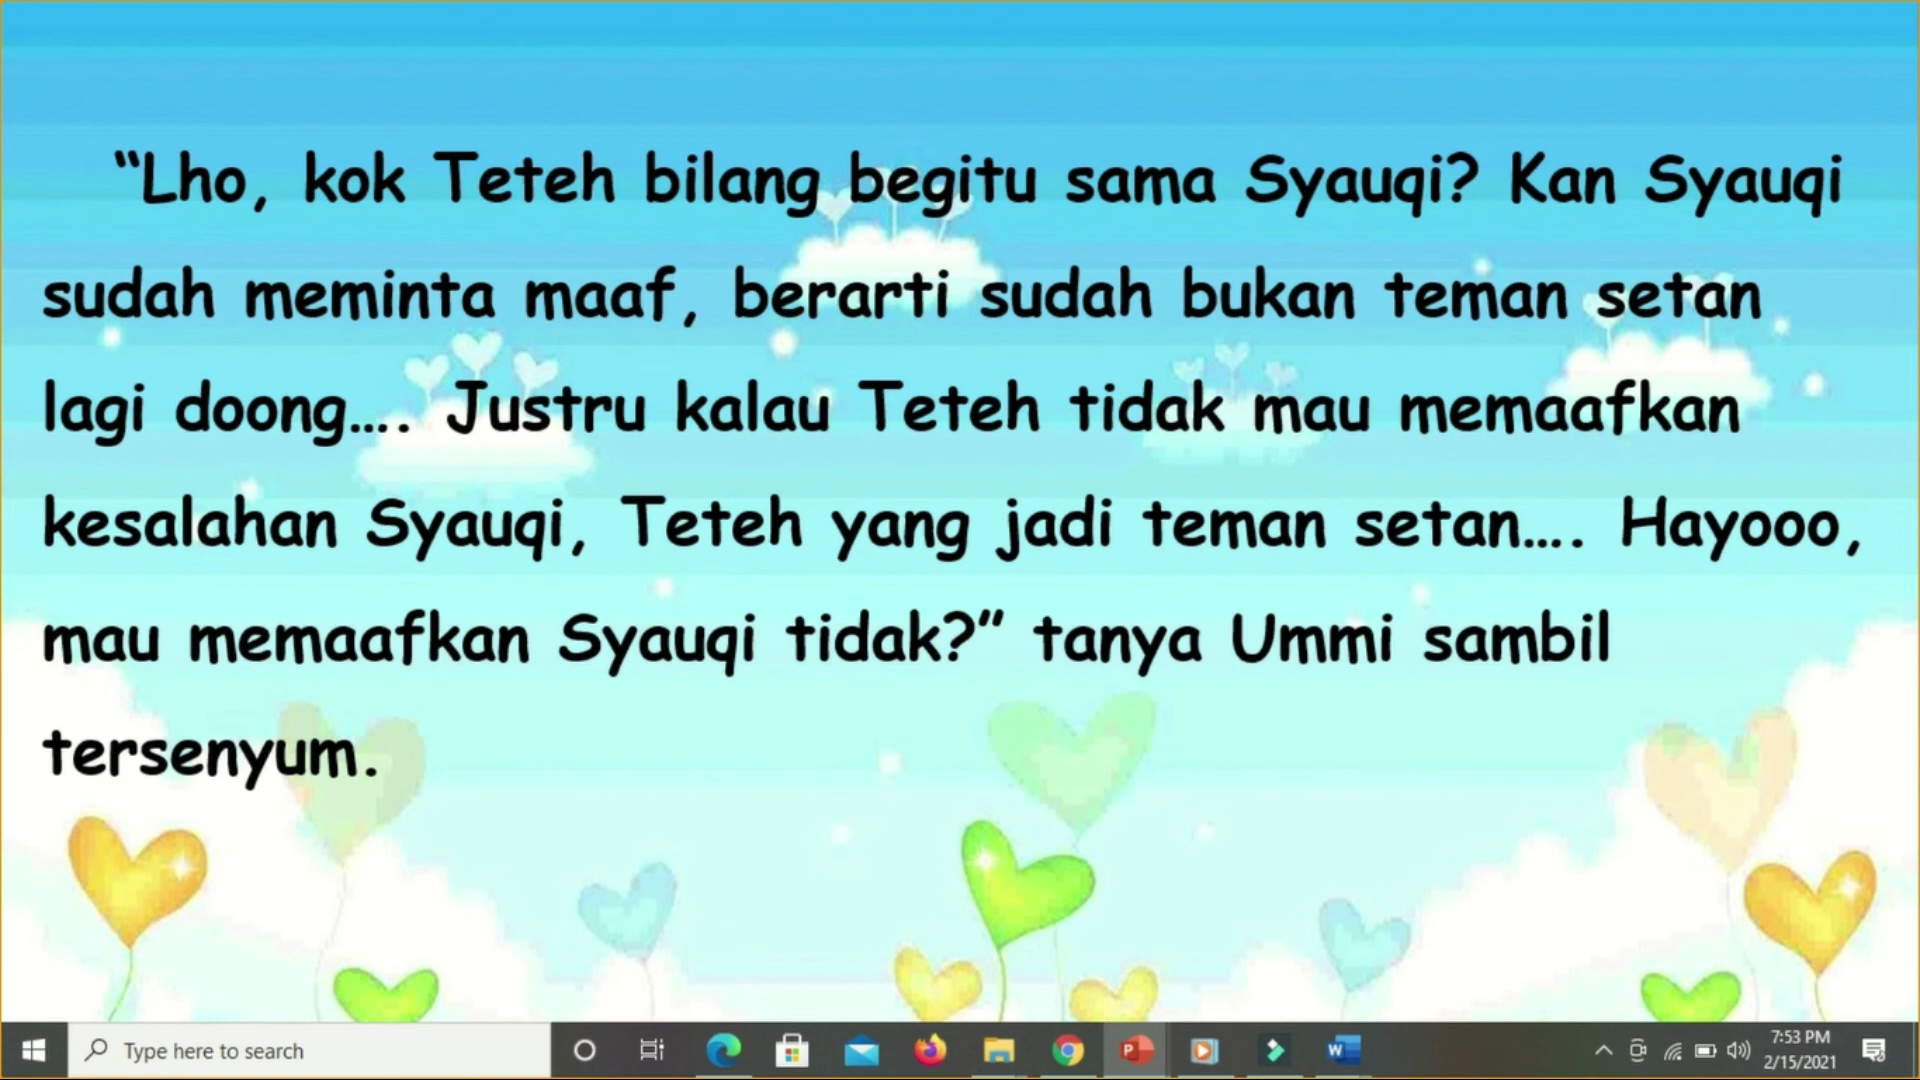 “Lho, kok Teteh bilang begitu sama Syauqi? Kan Syauqi
sudah meminta maaf, berarti sudah bukan teman setan
lagi doong.... Justru kalau Teteh tidak mau memaafkan
kesalahan Syauqi, Teteh yang jadi teman setan.... Hayooo,
mau memaafkan Syauqi tidak?” tanya Ummi sambil
tersenyum.
Type here to search
7:53 PM
2/15/2021